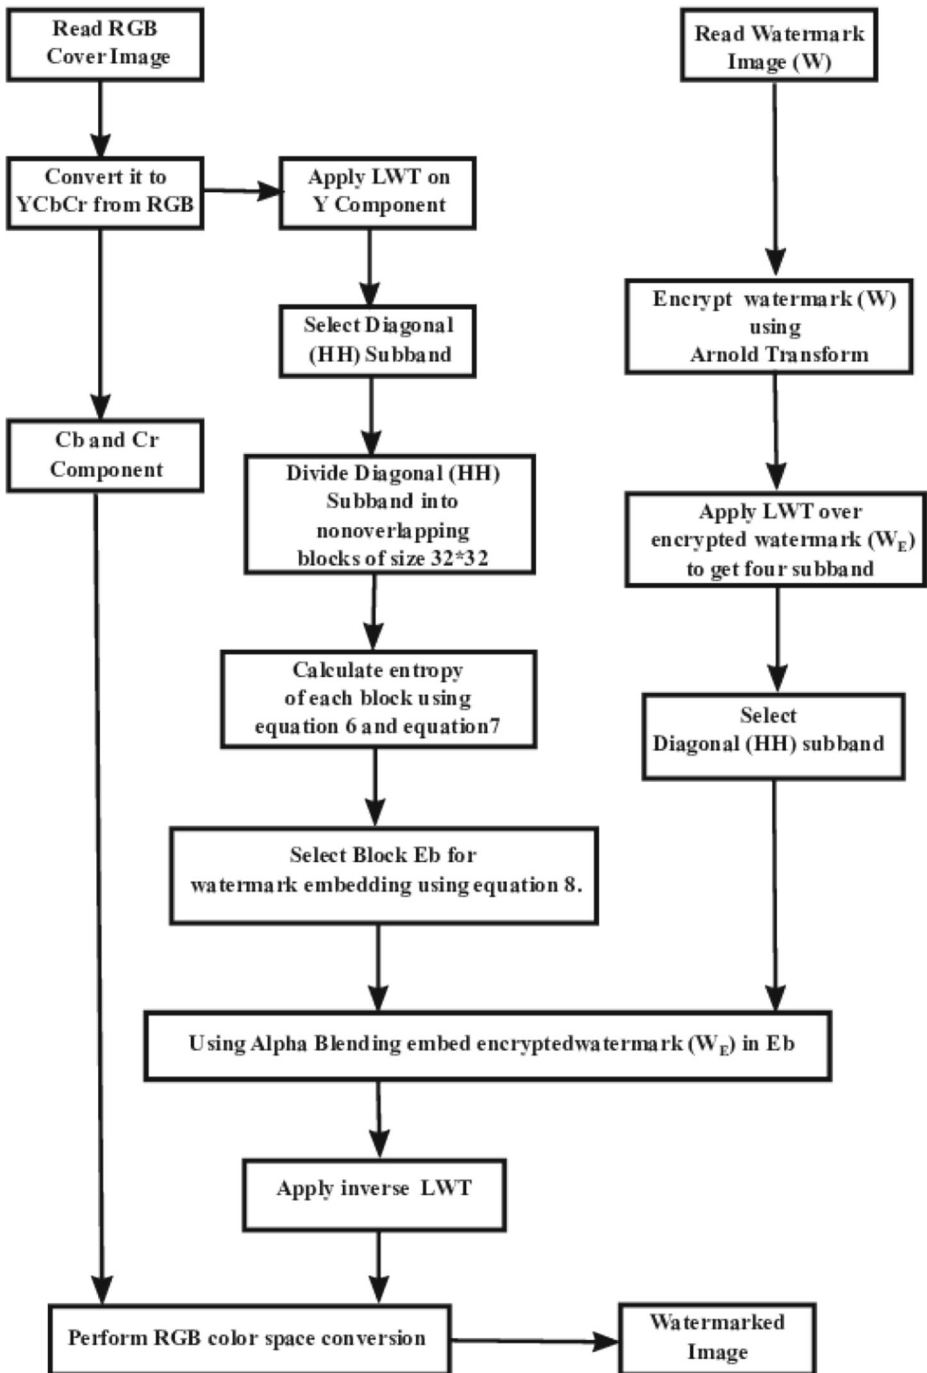 Read RGB
Cover Image
Read Watermark
Image (W)
Convert it to
YCbCr from RGB
Apply LWT on
Y Component
Encrypt watermark (W)
using
Arnold Transform
Select Diagonal
(HH) Subband
Cb and Cr
Component
Divide Diagonal (HH)
Subband into
nonoverlapping
blocks of size 32*32
Apply LWT over
encrypted watermark (W_E)
to get four subband
Calculate entropy
of each block using
equation 6 and equation7
Select
Diagonal (HH) subband
Select Block Eb for
watermark embedding using equation 8.
Using Alpha Blending embed encryptedwatermark (W_E) in Eb
Apply inverse LWT
Perform RGB color space conversion
Watermarked
Image